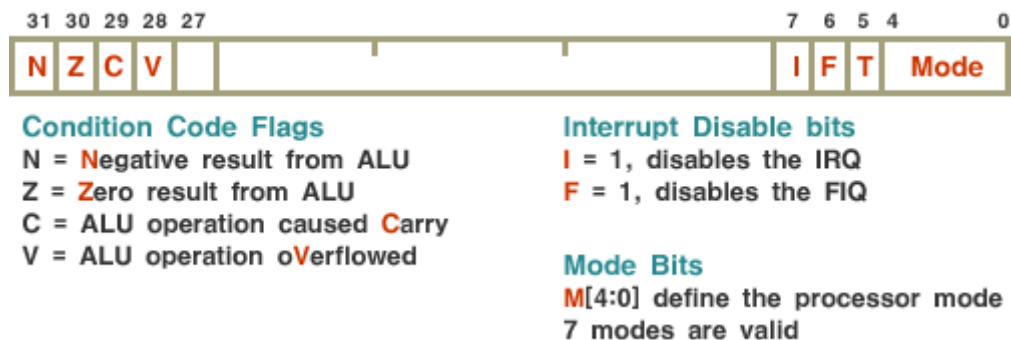 31 30 29 28 27 7 6 5 4 0
N Z C V I F T Mode
Condition Code Flags
N = Negative result from ALU
Z = Zero result from ALU
C = ALU operation caused Carry
V = ALU operation oVerflowed
Interrupt Disable bits
I = 1, disables the IRQ
F = 1, disables the FIQ
Mode Bits
M[4:0] define the processor mode
7 modes are valid